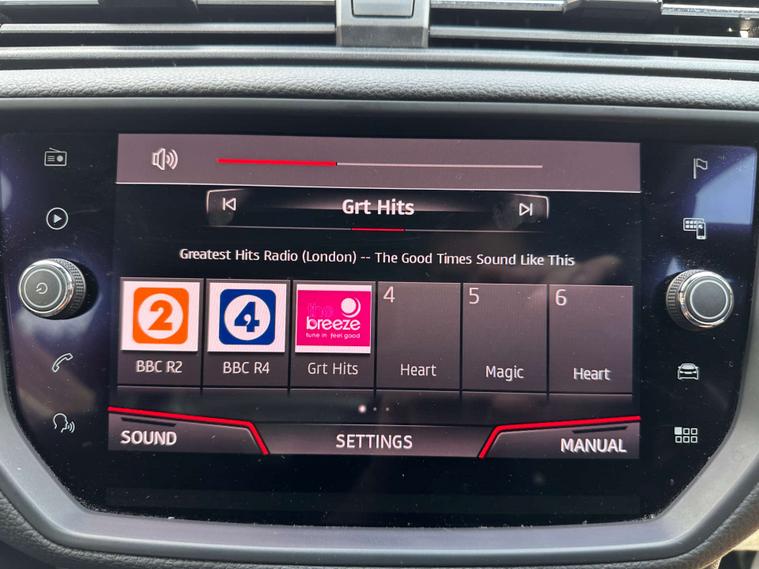 Grt Hits
Greatest Hits Radio (London) -- The Good Times Sound Like This
2
4
the
breeze
tune in feel good
4
5
6
BBC R2
BBC R4
Grt Hits
Heart
Magic
Heart
SOUND
SETTINGS
MANUAL